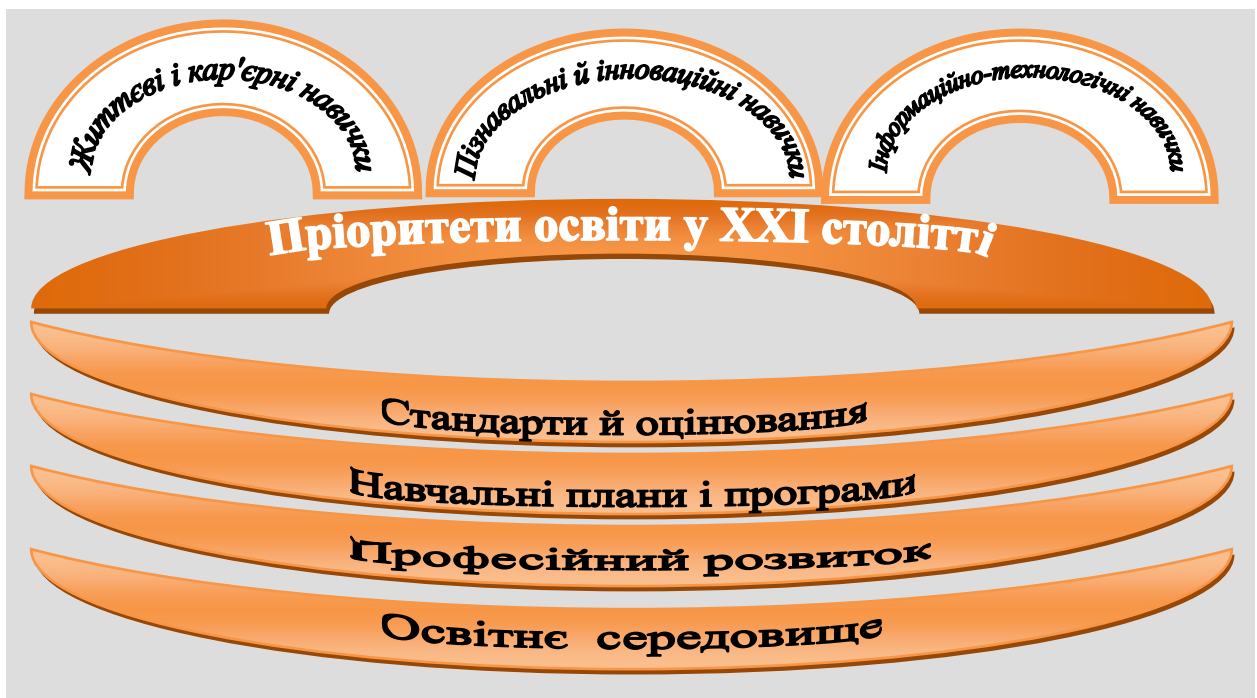 Життєві і кар'єрні навички
Пізнавальні й інноваційні навички
Інформаційно-технологічні навички
Пріоритети освіти у ХХІ столітті
Стандарти й оцінювання
Навчальні плани і програми
Професійний розвиток
Освітнє середовище